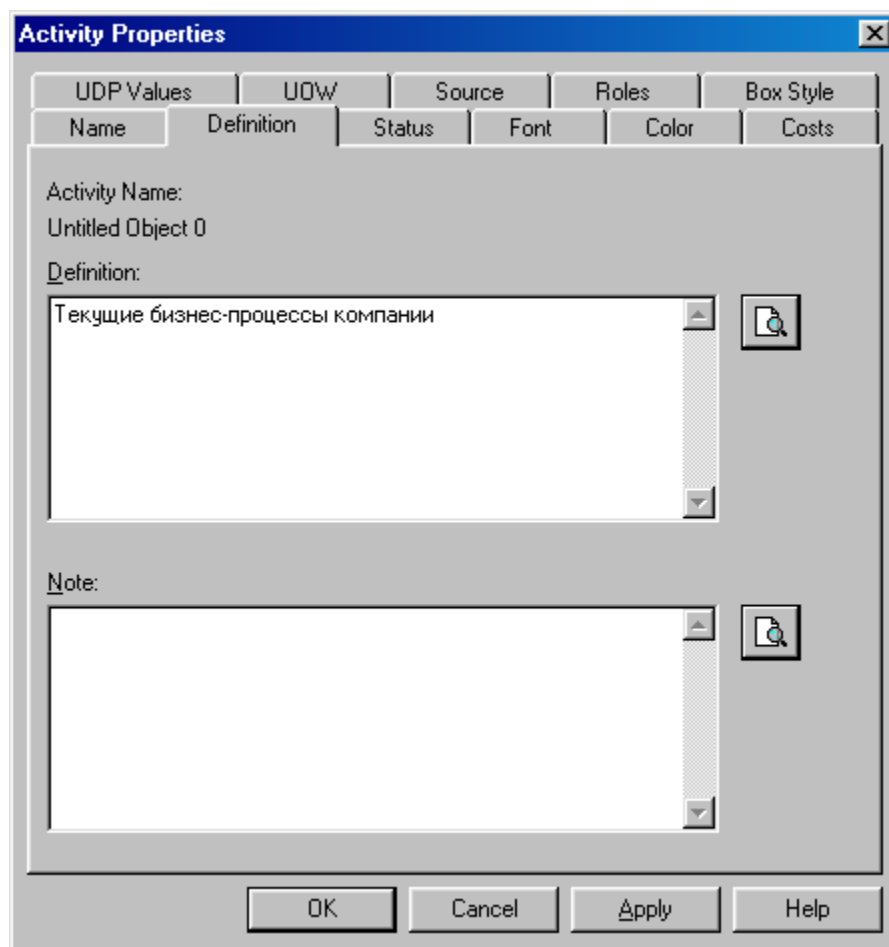 Activity Properties
UDP Values UOW Source Roles Box Style
Name Definition Status Font Color Costs
Activity Name:
Untitled Object 0
Definition:
Текущие бизнес-процессы компании
Note:
OK Cancel Apply Help